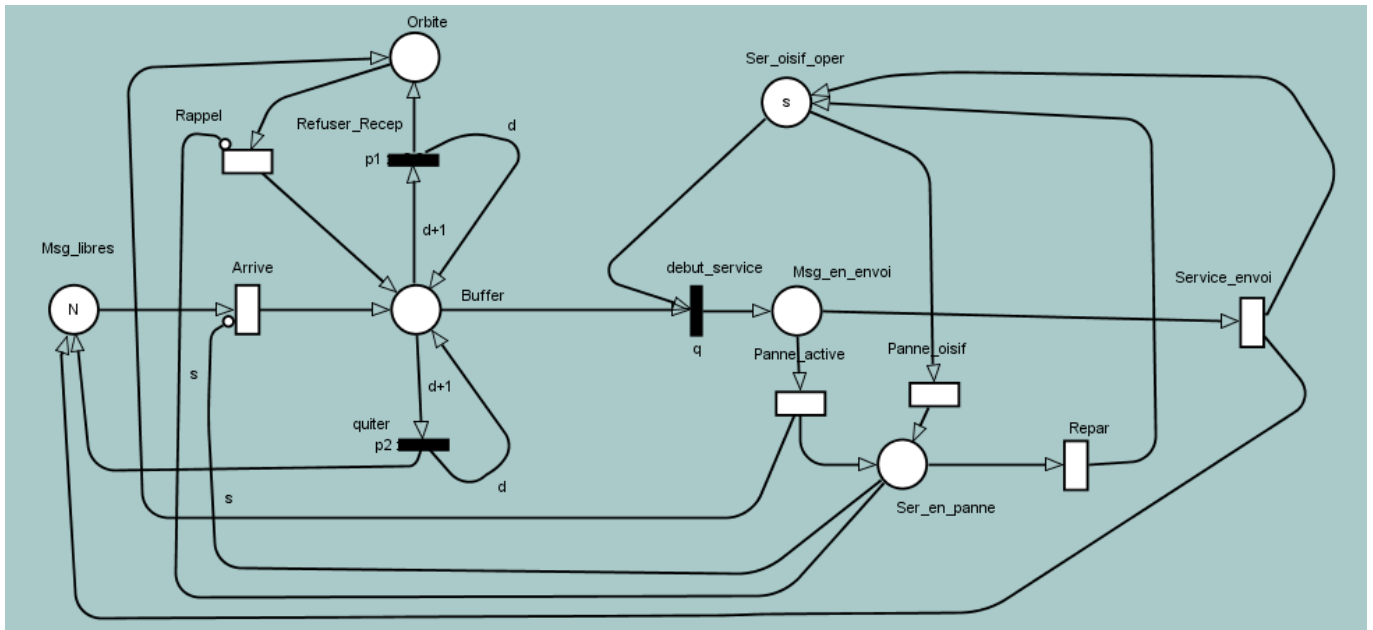 Orbite
Ser_oisif_oper
s
Rappel
Refuser_Recep
d
p1
d+1
Msg_libres
Arrive
debut_service
Msg_en_envoi
Service_envoi
N
Buffer
q
Panne_active
Panne_oisif
s
d+1
quiter
p2
Repar
d
s
Ser_en_panne